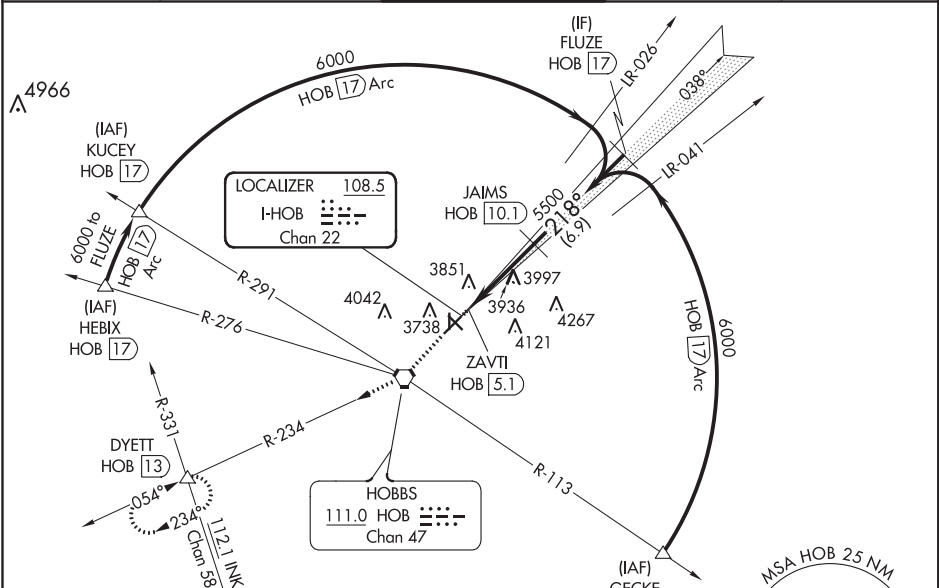 (IF)
FLUZE
HOB 17
LR-026
038°
LR-041
6000
HOB 17 Arc
4966
(IAF)
KUCEY
HOB 17
LOCALIZER 108.5
I-HOB
Chan 22
JAIMS
HOB 10.1
5500
218°
(6.9)
6000 to
FLUZE
HOB 17
Arc
R-291
3851
3997
3936
4042
3738
4267
4121
(IAF)
HEBIX
HOB 17
R-276
ZAVTI
HOB 5.1
6000
HOB 17 Arc
R-331
R-234
DYETT
HOB 13
R-113
054°
234°
112.1 INK
Chan 58
HOBBS
111.0 HOB
Chan 47
(IAF)
MSA HOB 25 NM